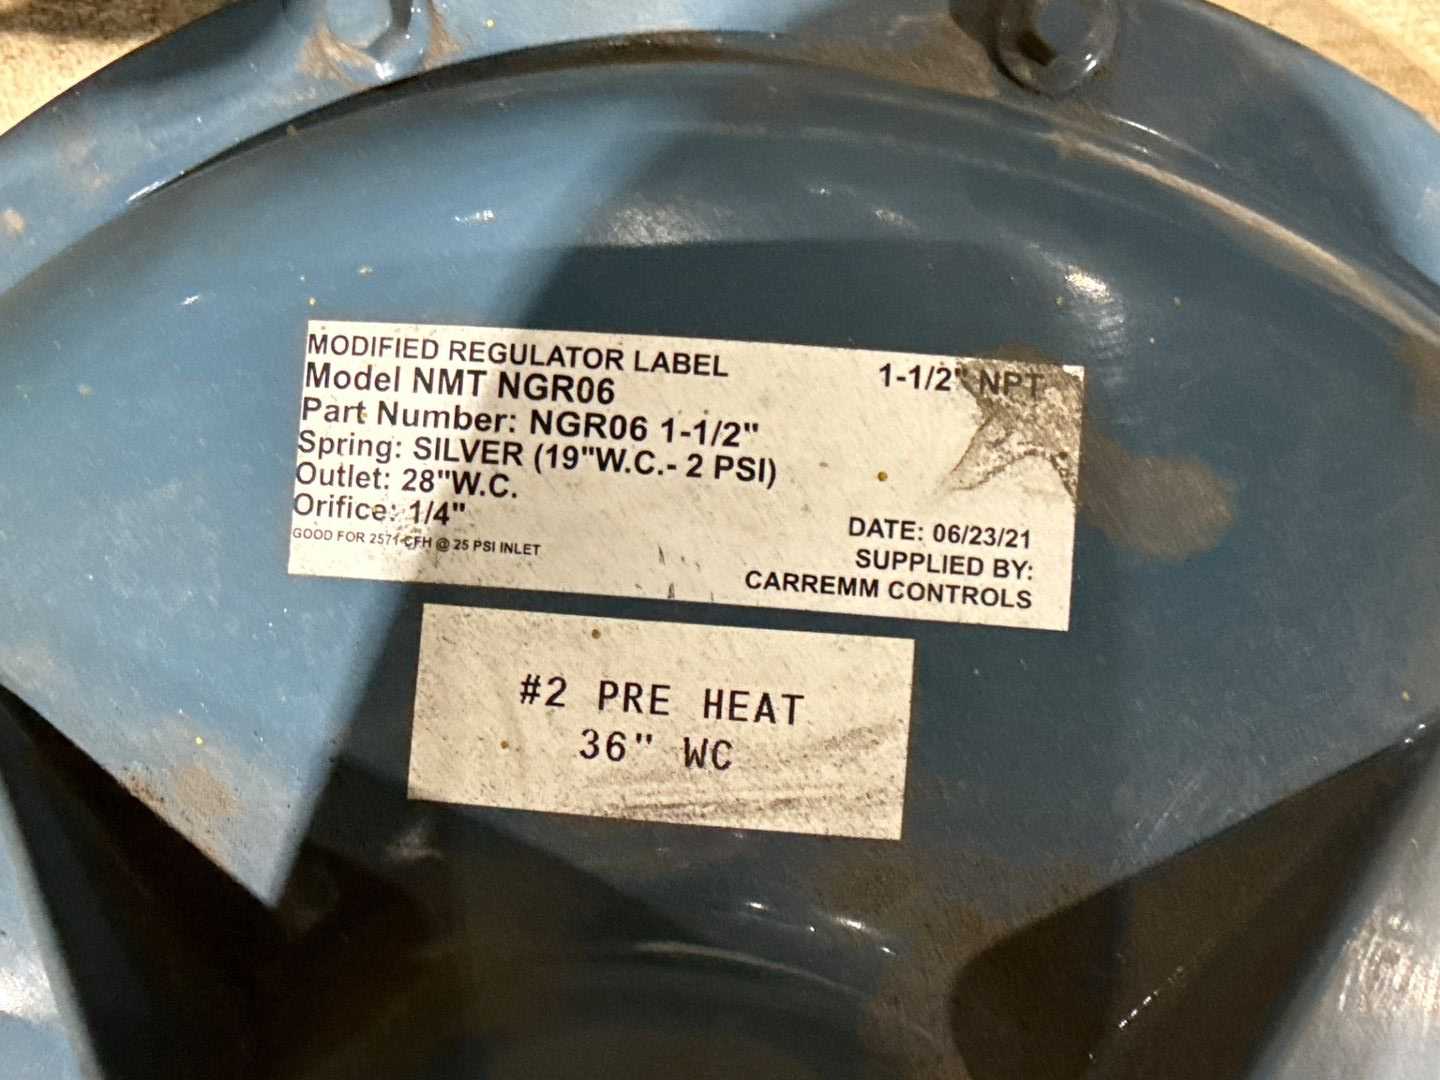 MODIFIED REGULATOR LABEL
Model NMT NGR06
1-1/2" NPT
Part Number: NGR06 1-1/2"
Spring: SILVER (19"W.C.- 2 PSI)
Outlet: 28"W.C.
Orifice: 1/4"
GOOD FOR 2571 CFH @ 25 PSI INLET
DATE: 06/23/21
SUPPLIED BY:
CARREMM CONTROLS
#2 PRE HEAT
36" WC